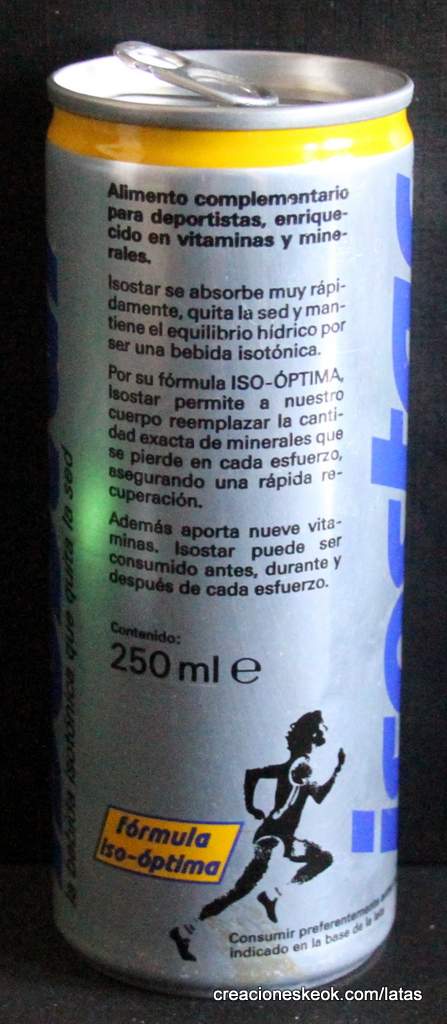 Alimento complementario
para deportistas, enrique-
cido en vitaminas y mine-
rales.
Isostar se absorbe muy rápi-
damente, quita la sed y man-
tiene el equilibrio hídrico por
ser una bebida isotónica.
Por su fórmula ISO-ÓPTIMA,
Isostar permite a nuestro
cuerpo reemplazar la canti-
dad exacta de minerales que
se pierde en cada esfuerzo,
asegurando una rápida re-
cuperación.
Además aporta nueve vita-
minas. Isostar puede ser
consumido antes, durante y
después de cada esfuerzo.
Contenido:
250 ml e
fórmula
iso-óptima
Consumir preferentemente
indicado en la base de la lata
isostar
la bebida isotónica que quita la sed
creacioneskeok.com/latas